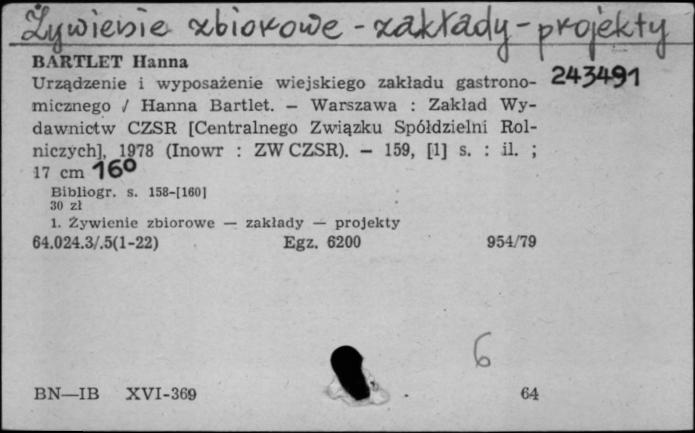 Żywienie zbiorowe - zakłady - projekty
BARTLET Hanna
Urządzenie i wyposażenie wiejskiego zakładu gastrono- 243491
micznego / Hanna Bartlet. — Warszawa : Zakład Wy-
dawnictw CZSR [Centralnego Związku Spółdzielni Rol-
niczych], 1978 (Inowr : ZW CZSR). — 159, [1] s. : il. ;
17 cm 16°
Bibliogr. s. 158-[160]
30 zł
1. Żywienie zbiorowe — zakłady — projekty
64.024.3/.5(1-22) Egz. 6200 954/79
6
BN—IB XVI-369 64